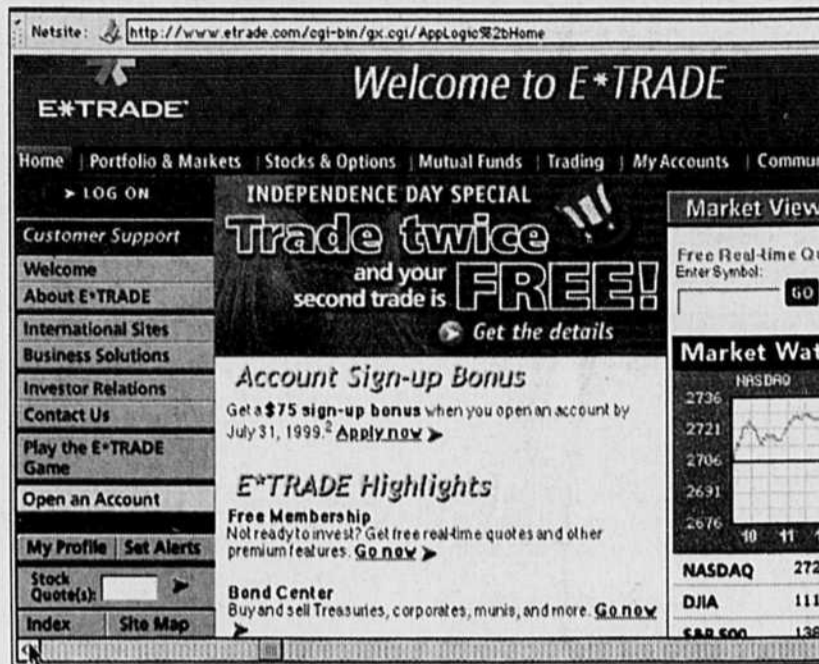 Netsite: http://www.etrade.com/cgi-bin/gx.cgi/AppLogic%2bHome
E*TRADE
Welcome to E*TRADE
Home | Portfolio & Markets | Stocks & Options | Mutual Funds | Trading | My Accounts | Commun
➤ LOG ON
Customer Support
Welcome
About E*TRADE
International Sites
Business Solutions
Investor Relations
Contact Us
Play the E*TRADE
Game
Open an Account
My Profile | Set Alerts
Stock
Quote(s):
Index | Site Map
INDEPENDENCE DAY SPECIAL
Trade twice
and your
second trade is FREE!
Get the details
Account Sign-up Bonus
Get a $75 sign-up bonus when you open an account by
July 31, 1999.² Apply now ➤
E*TRADE Highlights
Free Membership
Not ready to invest? Get free real-time quotes and other
premium features. Go now ➤
Bond Center
Buy and sell Treasuries, corporates, munis, and more. Go now
➤
Market View
Free Real-time Qu
Enter Symbol:
GO
Market Wat
NASDAQ
2736
2721
2706
2691
2676
10 11 1
NASDAQ 272
DJIA 111
S&P 500 138